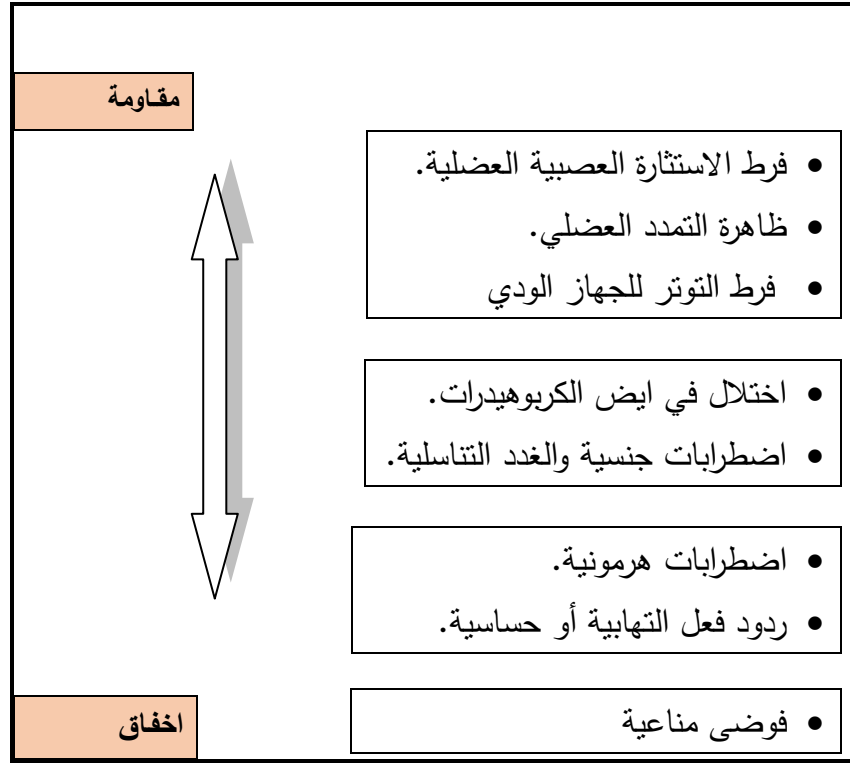 مقاومة
• فرط الاستثارة العصبية العضلية.
• ظاهرة التمدد العضلي.
• فرط التوتر للجهاز الودي
• اختلال في ايض الكربوهيدرات.
• اضطرابات جنسية والغدد التناسلية.
• اضطرابات هرمونية.
• ردود فعل التهابية أو حساسية.
• فوضى مناعية
اخفاق